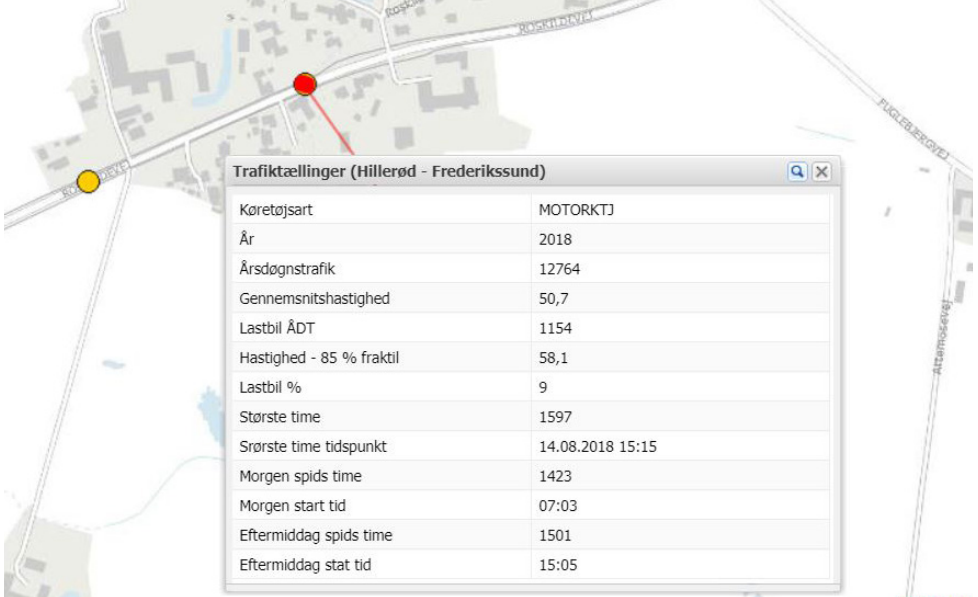 ROSKILDEVEJ
FUGLEBJERGVEJ
Trafiktællinger (Hillerød - Frederikssund)
Køretøjsart MOTORKTJ
År 2018
Årsdøgnstrafik 12764
Gennemsnitshastighed 50,7
Lastbil ÅDT 1154
Hastighed - 85 % fraktil 58,1
Lastbil % 9
Største time 1597
Srørste time tidspunkt 14.08.2018 15:15
Morgen spids time 1423
Morgen start tid 07:03
Eftermiddag spids time 1501
Eftermiddag stat tid 15:05
Attemosevej